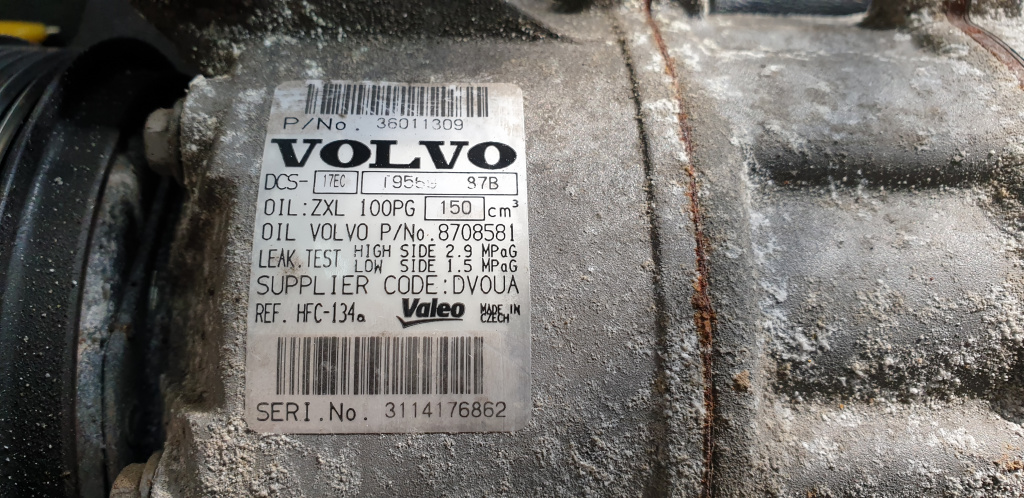 P/No. 36011309
VOLVO
DCS- 17EC 87B
OIL:ZXL 100PG 150 cm³
OIL VOLVO P/No.8708581
LEAK.TEST HIGH SIDE 2.9 MPaG
LOW SIDE 1.5 MPaG
SUPPLIER CODE:DVOUA
REF. HFC-134a Valeo MADE IN
CZECH
SERI.No. 3114176862